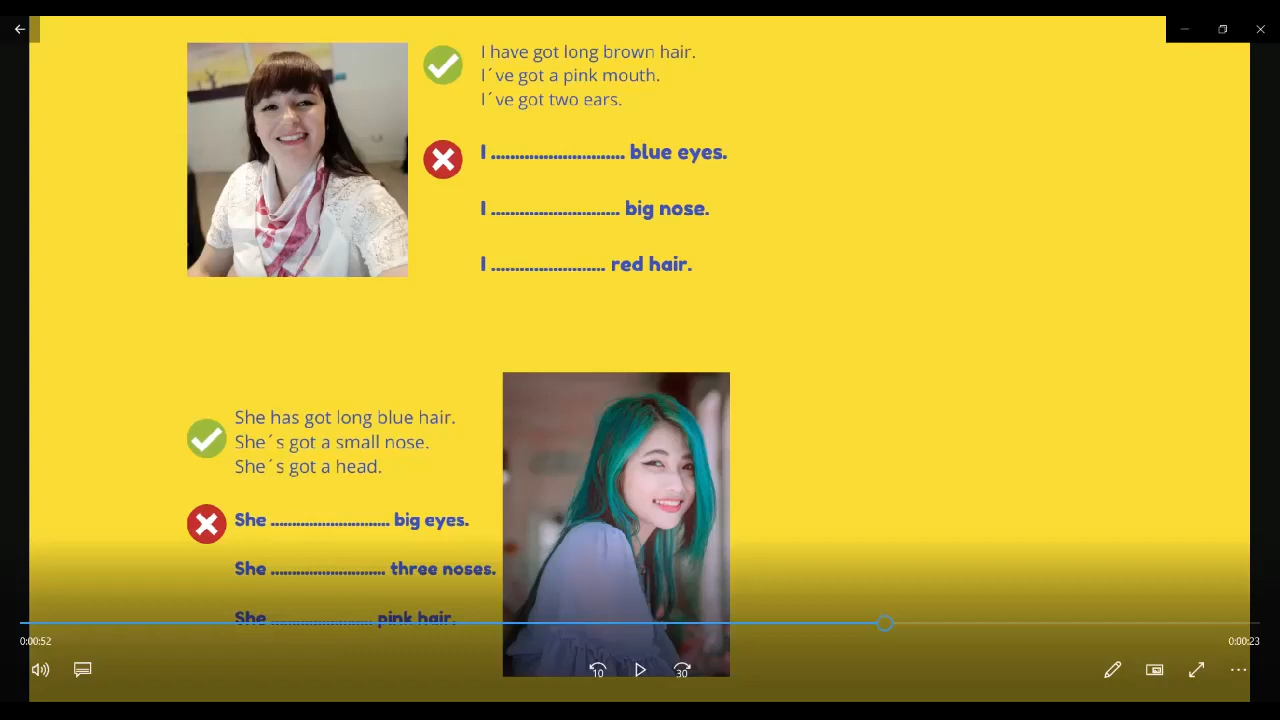 I have got long brown hair.
I´ve got a pink mouth.
I´ve got two ears.
I ............................ blue eyes.
I ........................... big nose.
I ........................ red hair.
She has got long blue hair.
She´s got a small nose.
She´s got a head.
She ............................ big eyes.
She ........................... three noses.
She ........................ pink hair.
0:00:52
0:00:23
10
30